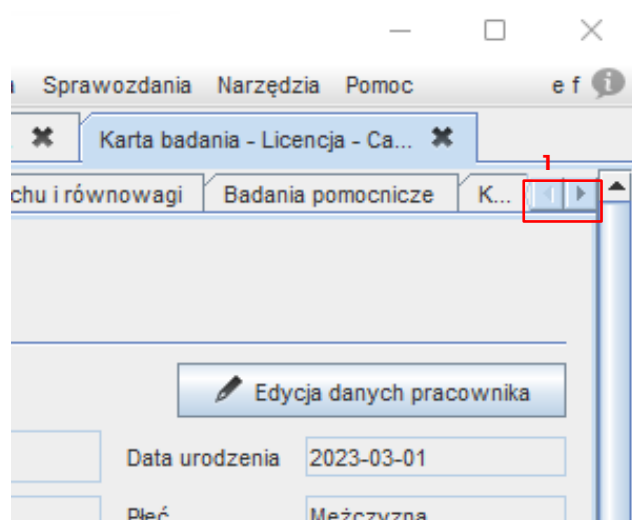 Sprawozdania Narzędzia Pomoc e f
Karta badania - Licencja - Ca...
1
chu i równowagi Badania pomocnicze K...
Edycja danych pracownika
Data urodzenia 2023-03-01
Płeć Mężczyzna